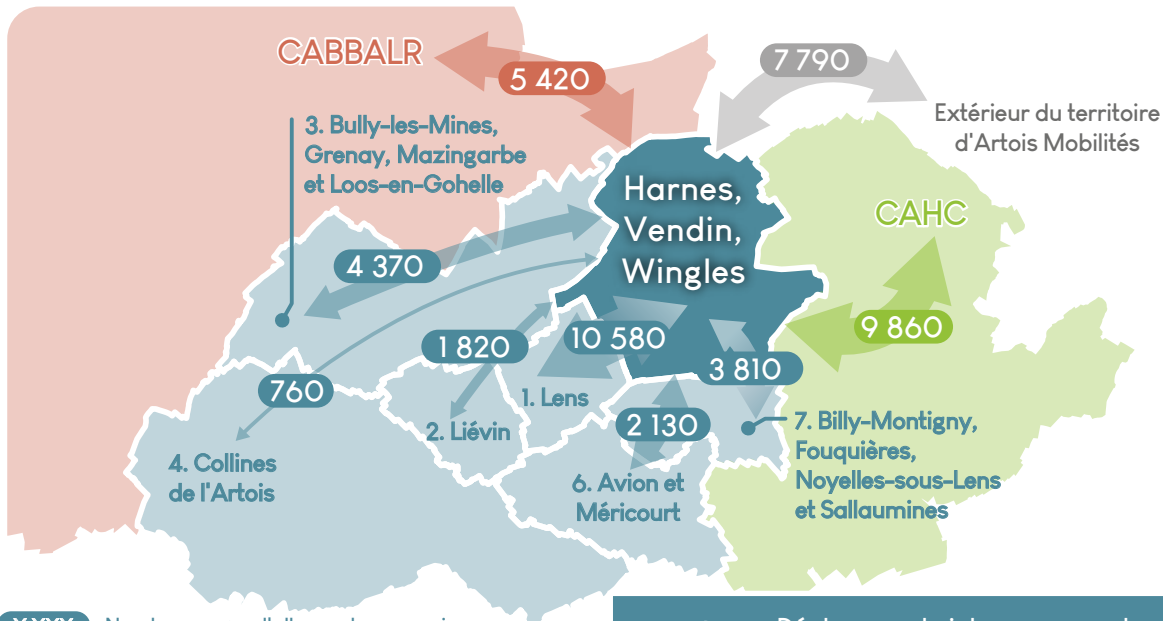 CABBALR
5 420
7 790
Extérieur du territoire
d'Artois Mobilités
3. Bully-les-Mines,
Grenay, Mazingarbe
et Loos-en-Gohelle
Harnes,
Vendin,
Wingles
CAHC
4 370
9 860
1 820
10 580
3 810
760
1. Lens
2. Liévin
2 130
7. Billy-Montigny,
Fouquières,
Noyelles-sous-Lens
et Sallaumines
4. Collines
de l'Artois
6. Avion et
Méricourt